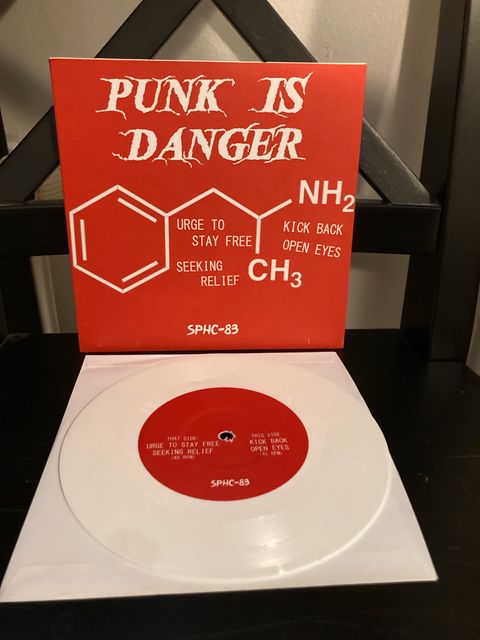 PUNK IS
DANGER
NH2
URGE TO
STAY FREE
KICK BACK
OPEN EYES
SEEKING
RELIEF
CH3
SPHC-83
THAT SIDE:
URGE TO STAY FREE
SEEKING RELIEF
(45 RPM)
THIS SIDE:
KICK BACK
OPEN EYES
(45 RPM)
SPHC-83